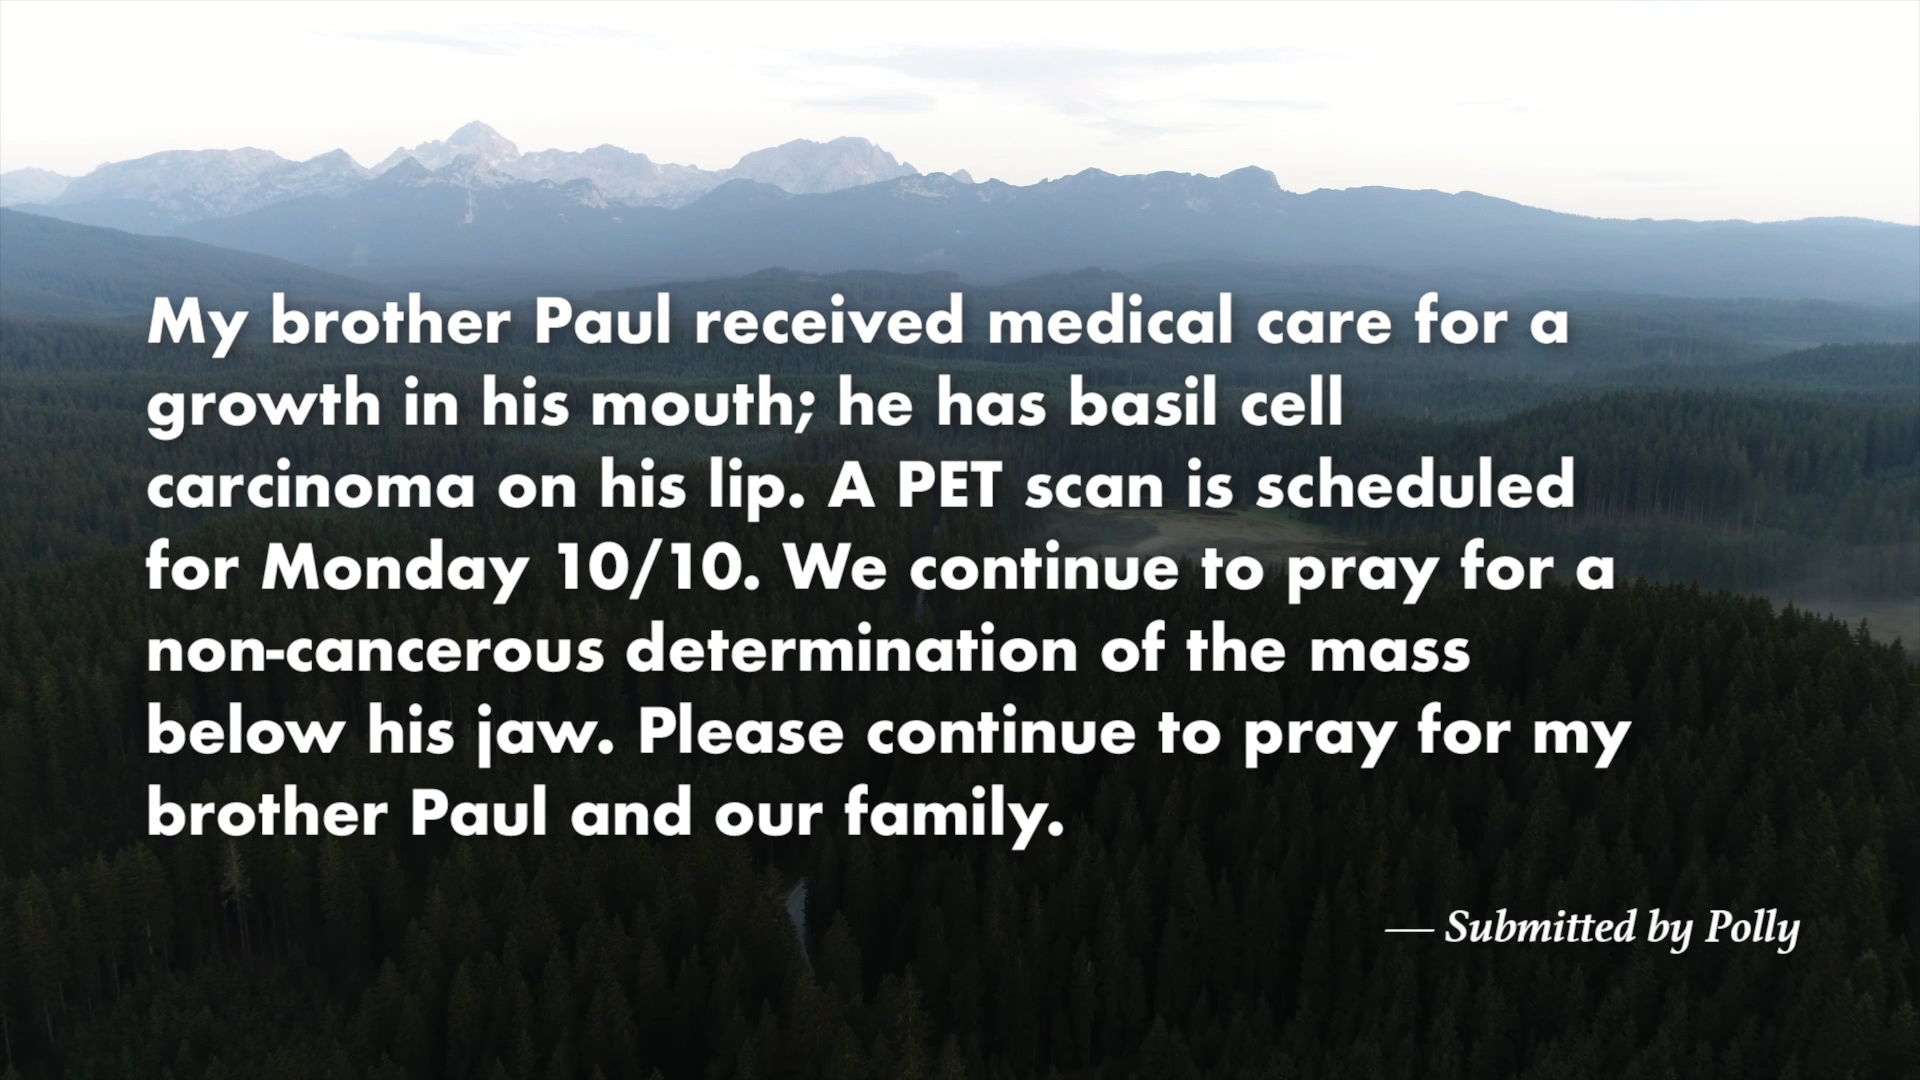 My brother Paul received medical care for a
growth in his mouth; he has basil cell
carcinoma on his lip. A PET scan is scheduled
for Monday 10/10. We continue to pray for a
non-cancerous determination of the mass
below his jaw. Please continue to pray for my
brother Paul and our family.
— Submitted by Polly